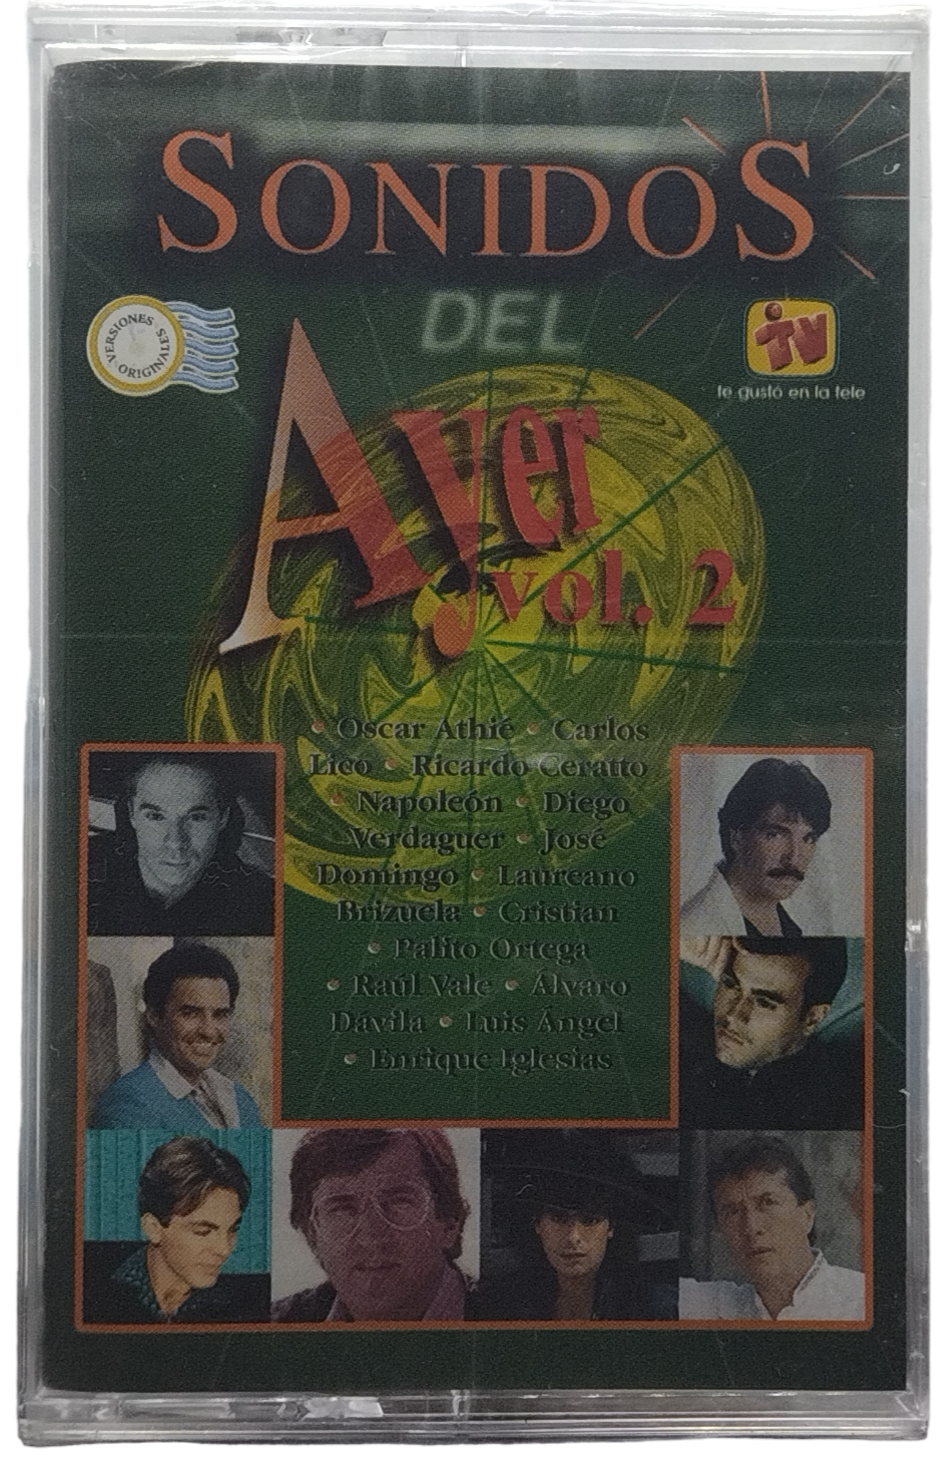 SONIDOS
DEL
VERSIONES
ORIGINALES
iTV
te gustó en la tele
Ayer
vol. 2
• Oscar Athié • Carlos
Lico • Ricardo Ceratto
• Napoleón • Diego
Verdaguer • José
Domingo • Laureano
Brizuela • Cristian
• Palito Ortega
• Raúl Vale • Álvaro
Dávila • Luis Ángel
• Enrique Iglesias